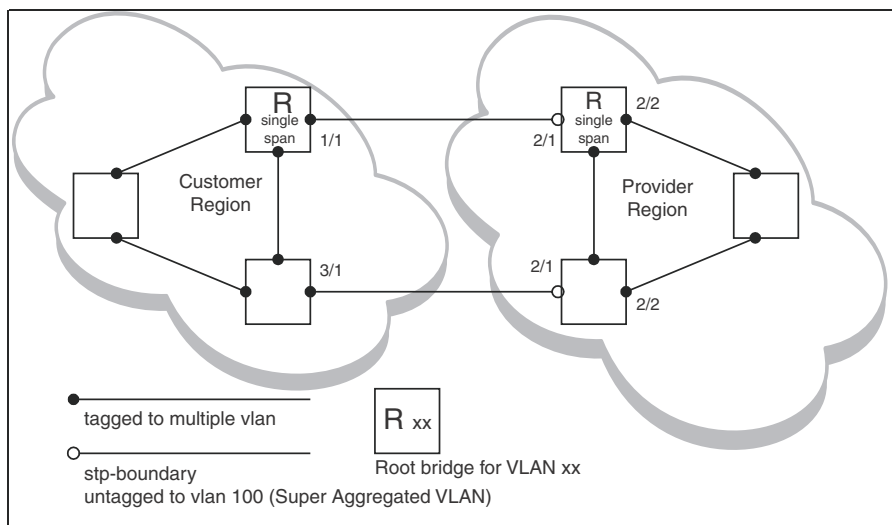 R
single
span
1/1
Customer
Region
3/1
R
single
span
2/2
2/1
Provider
Region
2/1
2/2
tagged to multiple vlan
stp-boundary
untagged to vlan 100 (Super Aggregated VLAN)
R xx
Root bridge for VLAN xx